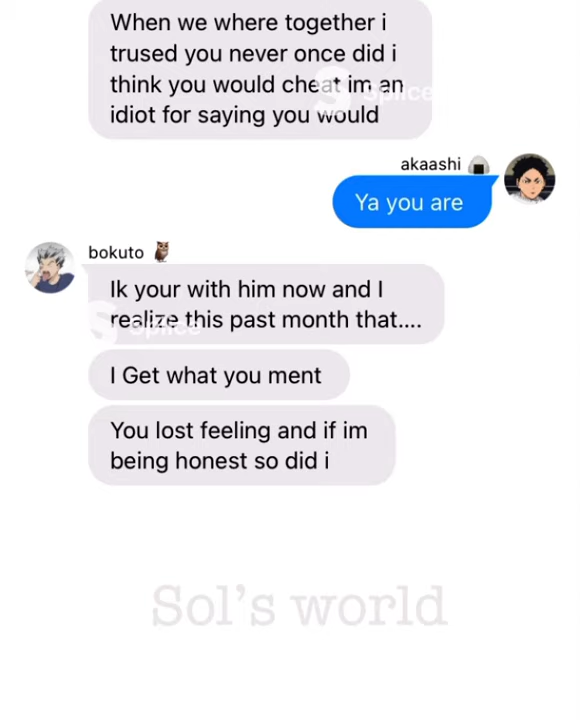 When we where together i
trused you never once did i
think you would cheat im an
idiot for saying you would
Splice
akaashi 🍙
Ya you are
bokuto 🦉
Ik your with him now and I
realize this past month that....
Splice
I Get what you ment
You lost feeling and if im
being honest so did i
Sol's world